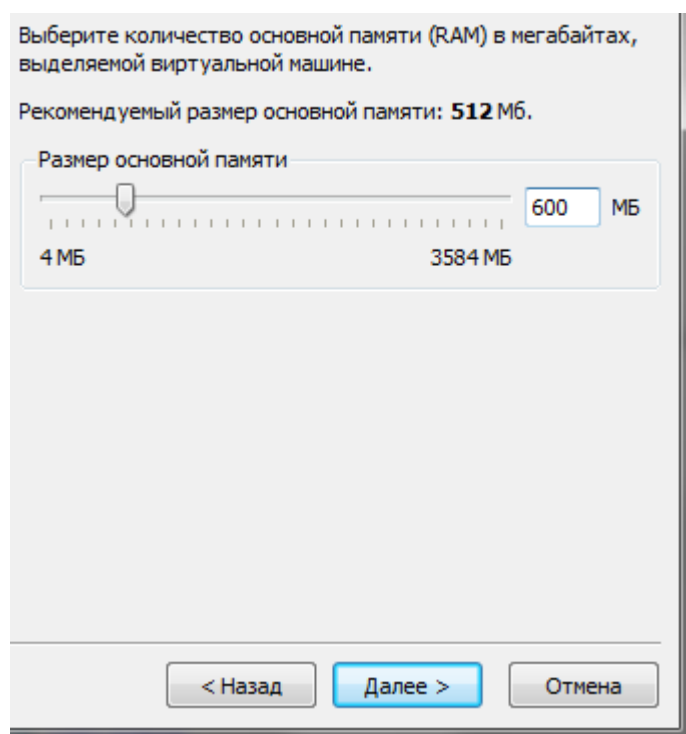 Выберите количество основной памяти (RAM) в мегабайтах,
выделяемой виртуальной машине.
Рекомендуемый размер основной памяти: 512 Мб.
Размер основной памяти
600 МБ
4 МБ 3584 МБ
< Назад Далее > Отмена